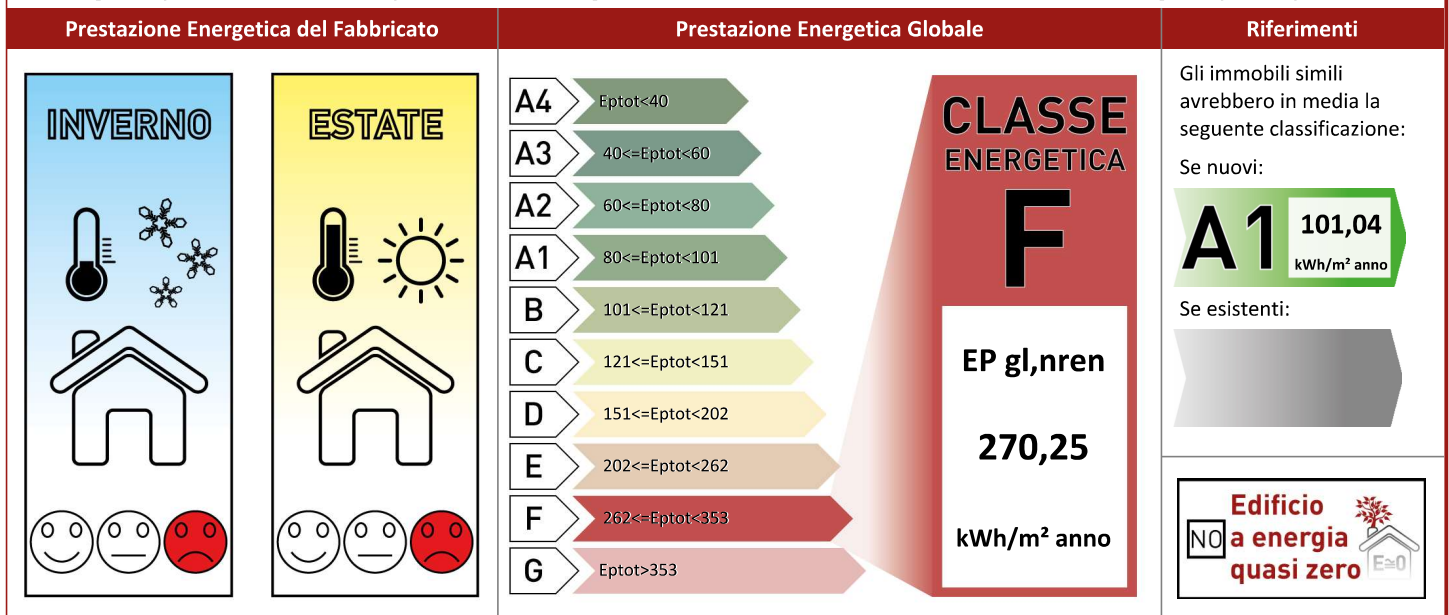 Prestazione Energetica del Fabbricato
Prestazione Energetica Globale
Riferimenti
INVERNO
ESTATE
A4
Eptot<40
A3
40<=Eptot<60
A2
60<=Eptot<80
A1
80<=Eptot<101
B
101<=Eptot<121
C
121<=Eptot<151
D
151<=Eptot<202
E
202<=Eptot<262
F
262<=Eptot<353
G
Eptot>353
CLASSE
ENERGETICA
F
EP gl,nren
270,25
kWh/m² anno
Gli immobili simili
avrebbero in media la
seguente classificazione:
Se nuovi:
A1
101,04
kWh/m² anno
Se esistenti:
Edificio
NO a energia
quasi zero
E≅0